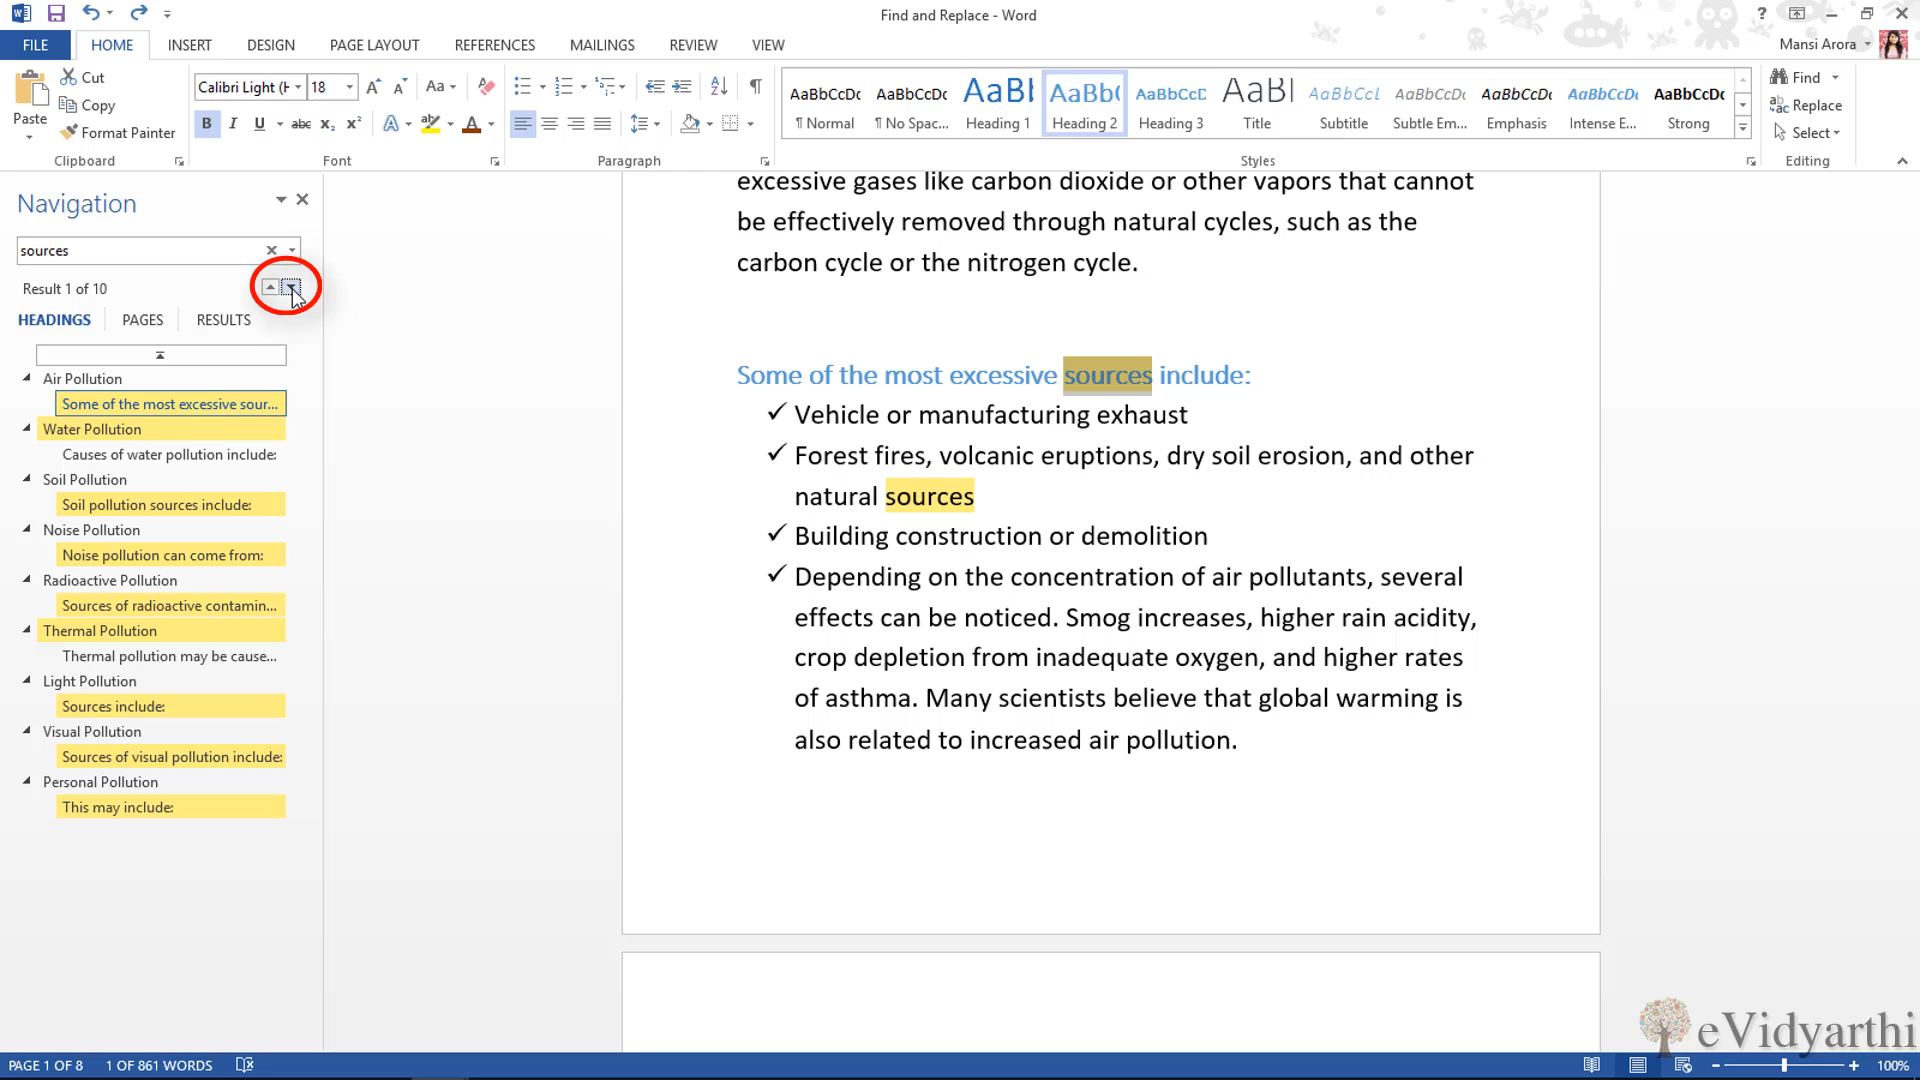 Find and Replace - Word
FILE HOME INSERT DESIGN PAGE LAYOUT REFERENCES MAILINGS REVIEW VIEW
Mansi Arora
Paste
Cut
Copy
Format Painter
Clipboard
Calibri Light (H 18
Font
Paragraph
AaBbCcDc AaBbCcDc AaBb AaBb( AaBbCcD AaBl AaBbCcL AaBbCcDc AaBbCcDc AaBbCcDc AaBbCcDc
¶ Normal ¶ No Spac... Heading 1 Heading 2 Heading 3 Title Subtitle Subtle Em... Emphasis Intense E... Strong
Styles
Find
Replace
Select
Editing
Navigation
sources
Result 1 of 10
HEADINGS PAGES RESULTS
Air Pollution
Some of the most excessive sour...
Water Pollution
Causes of water pollution include:
Soil Pollution
Soil pollution sources include:
Noise Pollution
Noise pollution can come from:
Radioactive Pollution
Sources of radioactive contamin...
Thermal Pollution
Thermal pollution may be cause...
Light Pollution
Sources include:
Visual Pollution
Sources of visual pollution include:
Personal Pollution
This may include:
excessive gases like carbon dioxide or other vapors that cannot
be effectively removed through natural cycles, such as the
carbon cycle or the nitrogen cycle.
Some of the most excessive sources include:
✓ Vehicle or manufacturing exhaust
✓ Forest fires, volcanic eruptions, dry soil erosion, and other
natural sources
✓ Building construction or demolition
✓ Depending on the concentration of air pollutants, several
effects can be noticed. Smog increases, higher rain acidity,
crop depletion from inadequate oxygen, and higher rates
of asthma. Many scientists believe that global warming is
also related to increased air pollution.
eVidyarthi
PAGE 1 OF 8 1 OF 861 WORDS
100%